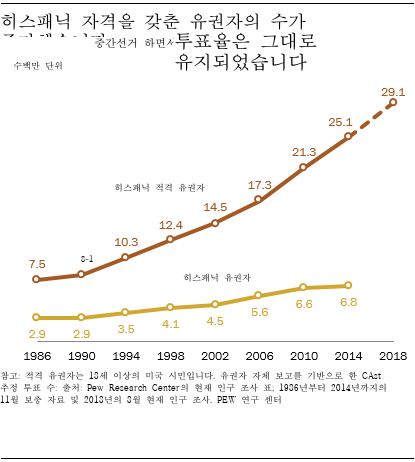 히스패닉 자격을 갖춘 유권자의 수가
중간선거 하면서
투표율은 그대로
유지되었습니다
수백만 단위
29.1
25.1
21.3
17.3
14.5
12.4
10.3
8-1
7.5
히스패닉 적격 유권자
히스패닉 유권자
2.9 2.9 3.5 4.1 4.5 5.6 6.6 6.8
1986 1990 1994 1998 2002 2006 2010 2014 2018
참고: 적격 유권자는 18세 이상의 미국 시민입니다. 유권자 자체 보고를 기반으로 한 CAst
추정 투표 수· 출처: Pew Research Center의 현재 인구 조사 표; 1986년부터 2014년까지의
11월 보충 자료 및 2018년의 8월 현재 인구 조사. PEW 연구 센터